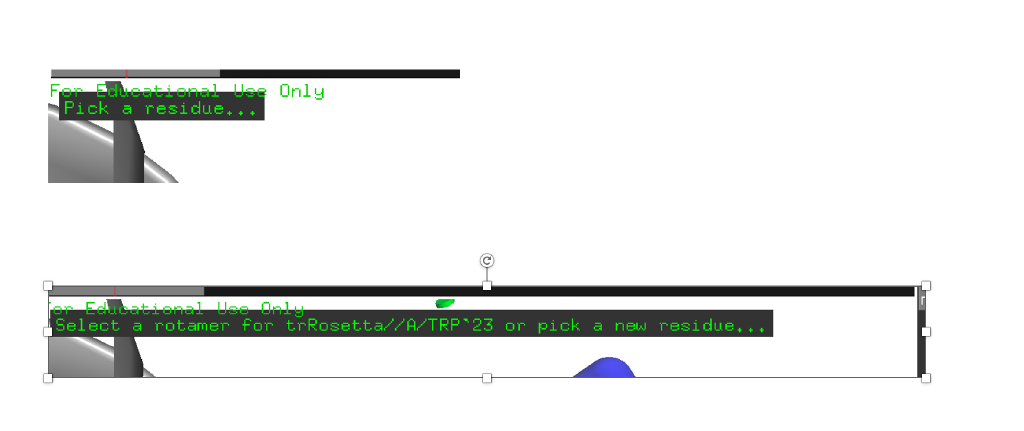 For Educational Use Only
Pick a residue...
For Educational Use Only
Select a rotamer for trRosetta//A/TRP`23 or pick a new residue...